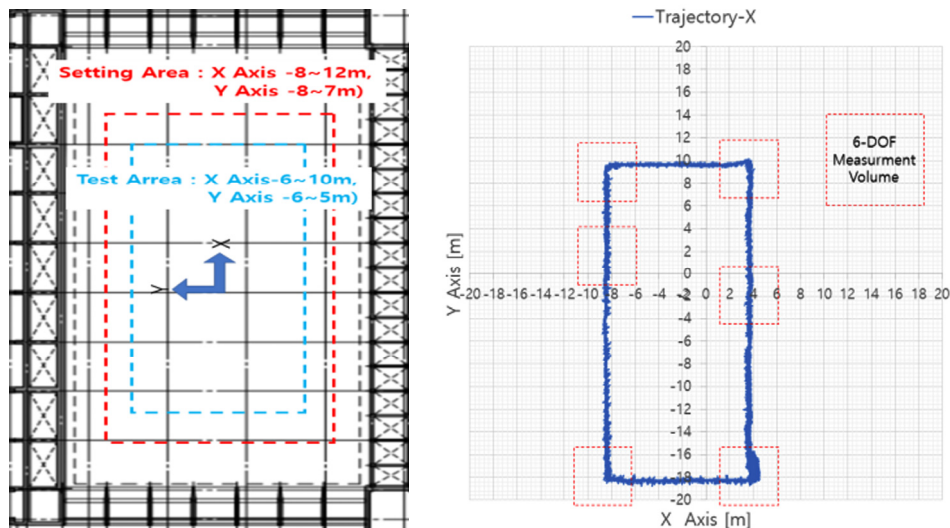 Setting Area : X Axis -8~12m,
Y Axis -8~7m)
Test Arrea : X Axis-6~10m,
Y Axis -6~5m)
X
Y
Trajectory-X
20
18
16
14
12
10
8
6
4
2
0
-2
-4
-6
-8
-10
-12
-14
-16
-18
-20
-20 -18 -16 -14 -12 -10 -8 -6 -4 -2 0 2 4 6 8 10 12 14 16 18 20
6-DOF
Measurment
Volume
Y Axis [m]
X Axis [m]